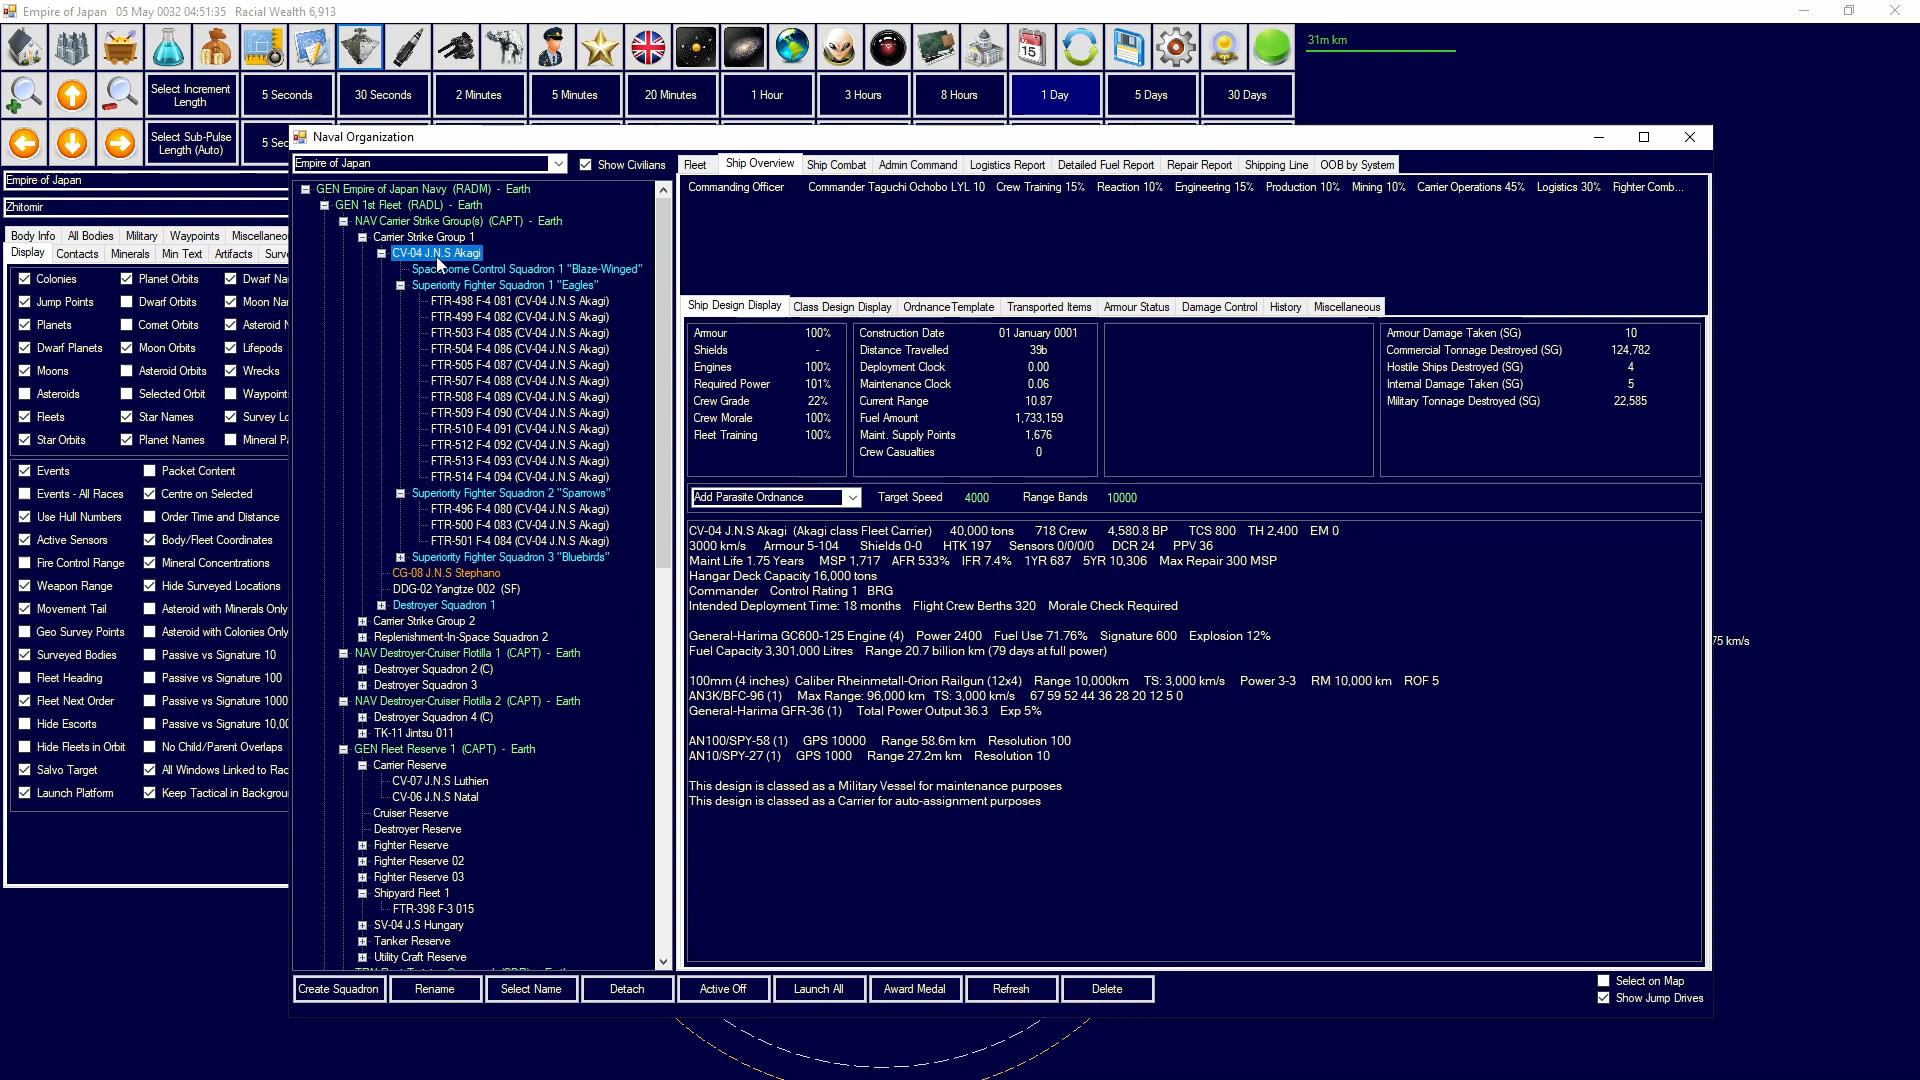 Empire of Japan   05 May 0032 04:51:35   Racial Wealth 6,913
31m km
Select Increment Length
5 Seconds
30 Seconds
2 Minutes
5 Minutes
20 Minutes
1 Hour
3 Hours
8 Hours
1 Day
5 Days
30 Days
Select Sub-Pulse Length (Auto)
5 Sec
Empire of Japan
Zhitomir
Body Info   All Bodies   Military   Waypoints   Miscellaneo
Display   Contacts   Minerals   Min Text   Artifacts   Surv
Colonies   Planet Orbits   Dwarf Na
Jump Points   Dwarf Orbits   Moon Na
Planets   Comet Orbits   Asteroid N
Dwarf Planets   Moon Orbits   Lifepods
Moons   Asteroid Orbits   Wrecks
Asteroids   Selected Orbit   Waypoint
Fleets   Star Names   Survey Lo
Star Orbits   Planet Names   Mineral P
Events   Packet Content
Events - All Races   Centre on Selected
Use Hull Numbers   Order Time and Distance
Active Sensors   Body/Fleet Coordinates
Fire Control Range   Mineral Concentrations
Weapon Range   Hide Surveyed Locations
Movement Tail   Asteroid with Minerals Only
Geo Survey Points   Asteroid with Colonies Only
Surveyed Bodies   Passive vs Signature 10
Fleet Heading   Passive vs Signature 100
Fleet Next Order   Passive vs Signature 1000
Hide Escorts   Passive vs Signature 10,00
Hide Fleets in Orbit   No Child/Parent Overlaps
Salvo Target   All Windows Linked to Rac
Launch Platform   Keep Tactical in Backgrou
Naval Organization
Empire of Japan   Show Civilians
GEN Empire of Japan Navy  (RADM)  -  Earth
GEN 1st Fleet  (RADL)  -  Earth
NAV Carrier Strike Group(s)  (CAPT)  -  Earth
Carrier Strike Group 1
CV-04 J.N.S Akagi
Spaceborne Control Squadron 1 "Blaze-Winged"
Superiority Fighter Squadron 1 "Eagles"
FTR-498 F-4 081 (CV-04 J.N.S Akagi)
FTR-499 F-4 082 (CV-04 J.N.S Akagi)
FTR-503 F-4 085 (CV-04 J.N.S Akagi)
FTR-504 F-4 086 (CV-04 J.N.S Akagi)
FTR-505 F-4 087 (CV-04 J.N.S Akagi)
FTR-507 F-4 088 (CV-04 J.N.S Akagi)
FTR-508 F-4 089 (CV-04 J.N.S Akagi)
FTR-509 F-4 090 (CV-04 J.N.S Akagi)
FTR-510 F-4 091 (CV-04 J.N.S Akagi)
FTR-512 F-4 092 (CV-04 J.N.S Akagi)
FTR-513 F-4 093 (CV-04 J.N.S Akagi)
FTR-514 F-4 094 (CV-04 J.N.S Akagi)
Superiority Fighter Squadron 2 "Sparrows"
FTR-496 F-4 080 (CV-04 J.N.S Akagi)
FTR-500 F-4 083 (CV-04 J.N.S Akagi)
FTR-501 F-4 084 (CV-04 J.N.S Akagi)
Superiority Fighter Squadron 3 "Bluebirds"
CG-08 J.N.S Stephano
DDG-02 Yangtze 002  (SF)
Destroyer Squadron 1
Carrier Strike Group 2
Replenishment-In-Space Squadron 2
NAV Destroyer-Cruiser Flotilla 1  (CAPT)  -  Earth
Destroyer Squadron 2 (C)
Destroyer Squadron 3
NAV Destroyer-Cruiser Flotilla 2  (CAPT)  -  Earth
Destroyer Squadron 4 (C)
TK-11 Jintsu 011
GEN Fleet Reserve 1  (CAPT)  -  Earth
Carrier Reserve
CV-07 J.N.S Luthien
CV-06 J.N.S Natal
Cruiser Reserve
Destroyer Reserve
Fighter Reserve
Fighter Reserve 02
Fighter Reserve 03
Shipyard Fleet 1
FTR-398 F-3 015
SV-04 J.S Hungary
Tanker Reserve
Utility Craft Reserve
Fleet   Ship Overview   Ship Combat   Admin Command   Logistics Report   Detailed Fuel Report   Repair Report   Shipping Line   OOB by System
Commanding Officer   Commander Taguchi Ochobo LYL 10   Crew Training 15%   Reaction 10%   Engineering 15%   Production 10%   Mining 10%   Carrier Operations 45%   Logistics 30%   Fighter Comb...
Ship Design Display   Class Design Display   Ordnance Template   Transported Items   Armour Status   Damage Control   History   Miscellaneous
Armour   100%
Shields   -
Engines   100%
Required Power   101%
Crew Grade   22%
Crew Morale   100%
Fleet Training   100%
Construction Date   01 January 0001
Distance Travelled   39b
Deployment Clock   0.00
Maintenance Clock   0.06
Current Range   10.87
Fuel Amount   1,733,159
Maint. Supply Points   1,676
Crew Casualties   0
Armour Damage Taken (SG)   10
Commercial Tonnage Destroyed (SG)   124,782
Hostile Ships Destroyed (SG)   4
Internal Damage Taken (SG)   5
Military Tonnage Destroyed (SG)   22,585
Add Parasite Ordnance   Target Speed   4000   Range Bands   10000
CV-04 J.N.S Akagi  (Akagi class Fleet Carrier)      40,000 tons      718 Crew      4,580.8 BP      TCS 800    TH 2,400    EM 0
3000 km/s      Armour 5-104      Shields 0-0      HTK 197      Sensors 0/0/0/0      DCR 24      PPV 36
Maint Life 1.75 Years      MSP 1,717    AFR 533%    IFR 7.4%    1YR 687    5YR 10,306    Max Repair 300 MSP
Hangar Deck Capacity 16,000 tons
Commander    Control Rating 1   BRG
Intended Deployment Time: 18 months    Flight Crew Berths 320    Morale Check Required
General-Harima GC600-125 Engine (4)    Power 2400    Fuel Use 71.76%    Signature 600    Explosion 12%
Fuel Capacity 3,301,000 Litres    Range 20.7 billion km (79 days at full power)
100mm (4 inches) Caliber Rheinmetall-Orion Railgun (12x4)    Range 10,000km     TS: 3,000 km/s     Power 3-3     RM 10,000 km    ROF 5
AN3K/BFC-96 (1)     Max Range: 96,000 km   TS: 3,000 km/s     67 59 52 44 36 28 20 12 5 0
General-Harima GFR-36 (1)     Total Power Output 36.3    Exp 5%
AN100/SPY-58 (1)     GPS 10000     Range 58.6m km    Resolution 100
AN10/SPY-27 (1)     GPS 1000     Range 27.2m km    Resolution 10
This design is classed as a Military Vessel for maintenance purposes
This design is classed as a Carrier for auto-assignment purposes
75 km/s
Create Squadron   Rename   Select Name   Detach   Active Off   Launch All   Award Medal   Refresh   Delete
Select on Map
Show Jump Drives